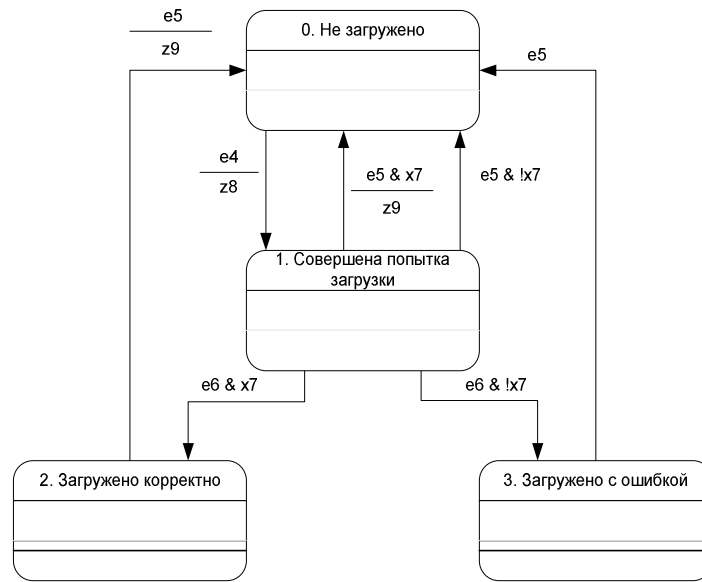 e5
z9
0. Не загружено
e5
e4
z8
e5 & x7
z9
e5 & !x7
1. Совершена попытка
загрузки
e6 & x7
e6 & !x7
2. Загружено корректно
3. Загружено с ошибкой